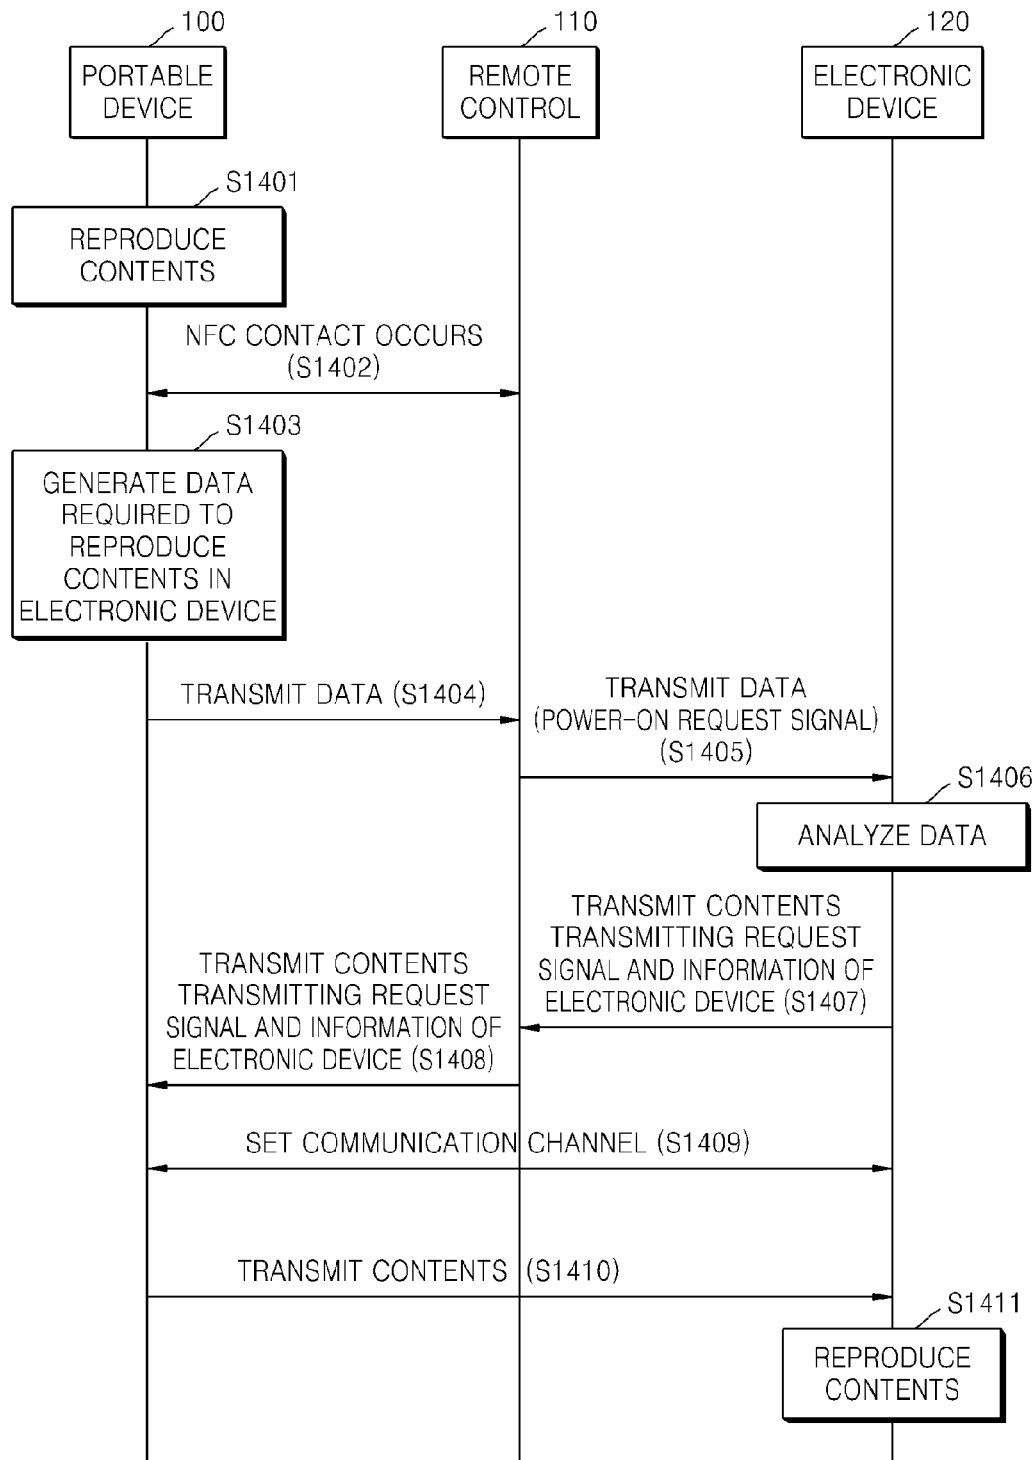 100
110
120
PORTABLE
DEVICE
REMOTE
CONTROL
ELECTRONIC
DEVICE
S1401
REPRODUCE
CONTENTS
NFC CONTACT OCCURS
(S1402)
S1403
GENERATE DATA
REQUIRED TO
REPRODUCE
CONTENTS IN
ELECTRONIC DEVICE
TRANSMIT DATA (S1404)
TRANSMIT DATA
(POWER-ON REQUEST SIGNAL)
(S1405)
S1406
ANALYZE DATA
TRANSMIT CONTENTS
TRANSMITTING REQUEST
SIGNAL AND INFORMATION OF
ELECTRONIC DEVICE (S1407)
TRANSMIT CONTENTS
TRANSMITTING REQUEST
SIGNAL AND INFORMATION OF
ELECTRONIC DEVICE (S1408)
SET COMMUNICATION CHANNEL (S1409)
TRANSMIT CONTENTS (S1410)
S1411
REPRODUCE
CONTENTS